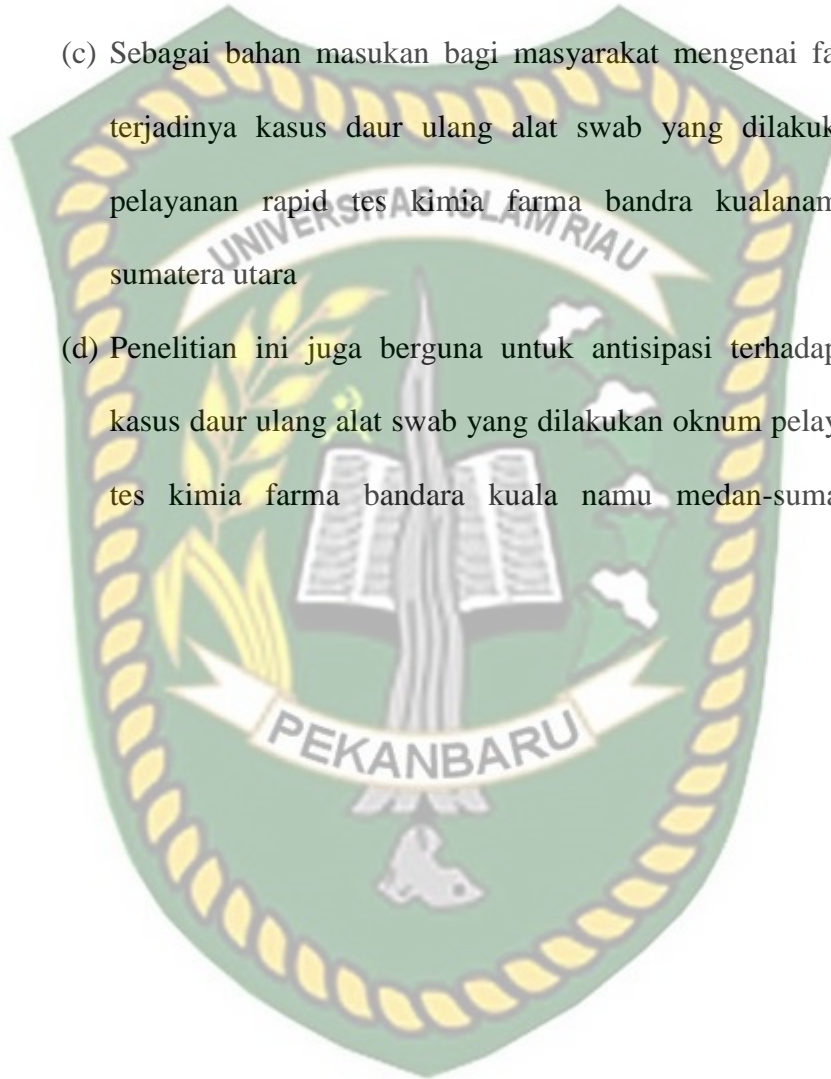 (c) Sebagai bahan masukan bagi masyarakat mengenai fa
terjadinya kasus daur ulang alat swab yang dilakuk
pelayanan rapid tes kimia farma bandra kualanam
sumatera utara
(d) Penelitian ini juga berguna untuk antisipasi terhadap
kasus daur ulang alat swab yang dilakukan oknum pelay
tes kimia farma bandara kuala namu medan-suma
UNIVERSITAS ISLAM RIAU
PEKANBARU